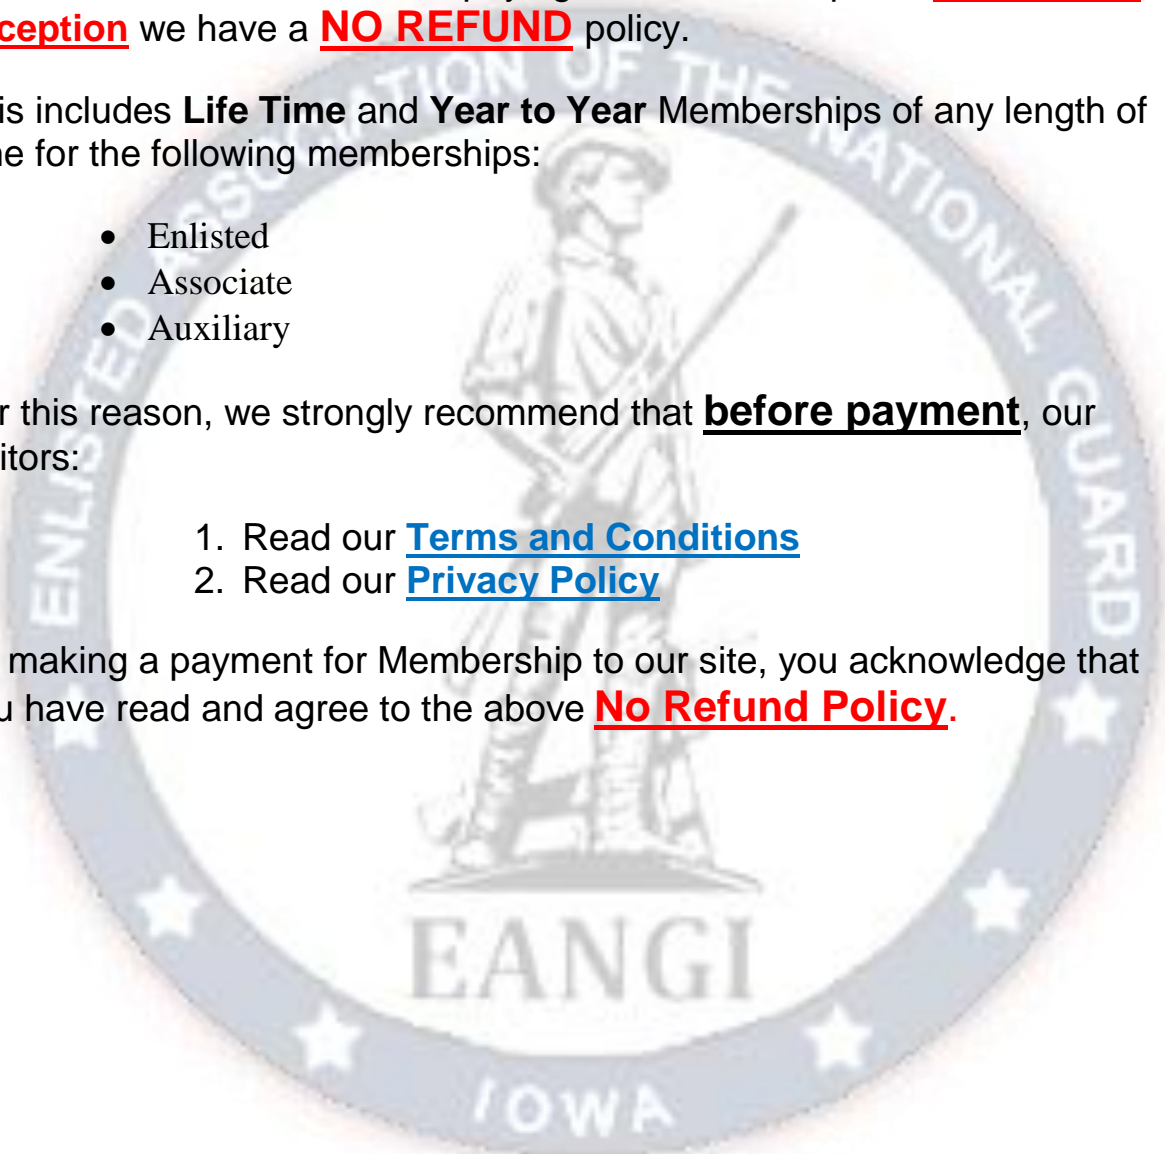 ception we have a NO REFUND policy.
is includes Life Time and Year to Year Memberships of any length of
e for the following memberships:
• Enlisted
• Associate
• Auxiliary
r this reason, we strongly recommend that before payment, our
itors:
1. Read our Terms and Conditions
2. Read our Privacy Policy
making a payment for Membership to our site, you acknowledge that
u have read and agree to the above No Refund Policy.
ENLISTED ASSOCIATION OF THE NATIONAL GUARD
EANGI
IOWA